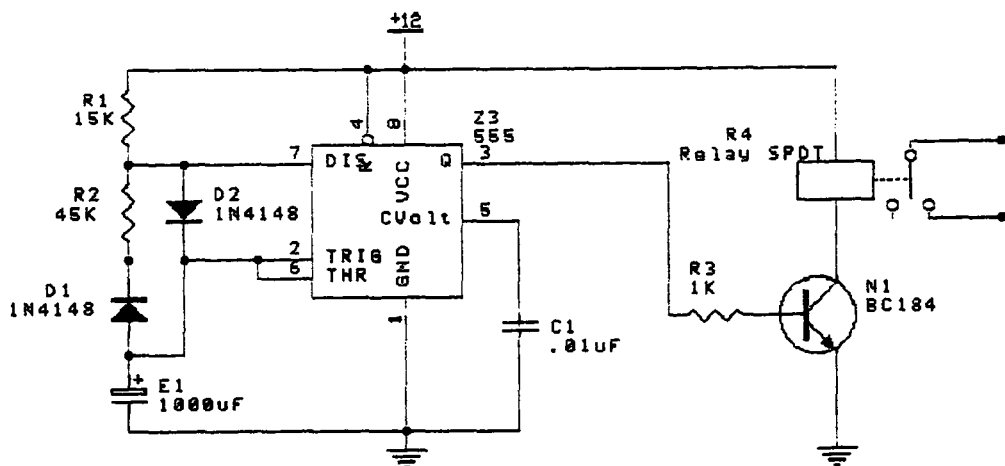 +12
R1
15K
4
8
Z3
555
7
DIS
R
VCC
Q
3
R4
Relay SPDT
R2
45K
D2
1N4148
CVolt
5
2
TRIG
6
THR
GND
1
D1
1N4148
R3
1K
N1
BC184
C1
.01uF
+
E1
1000uF